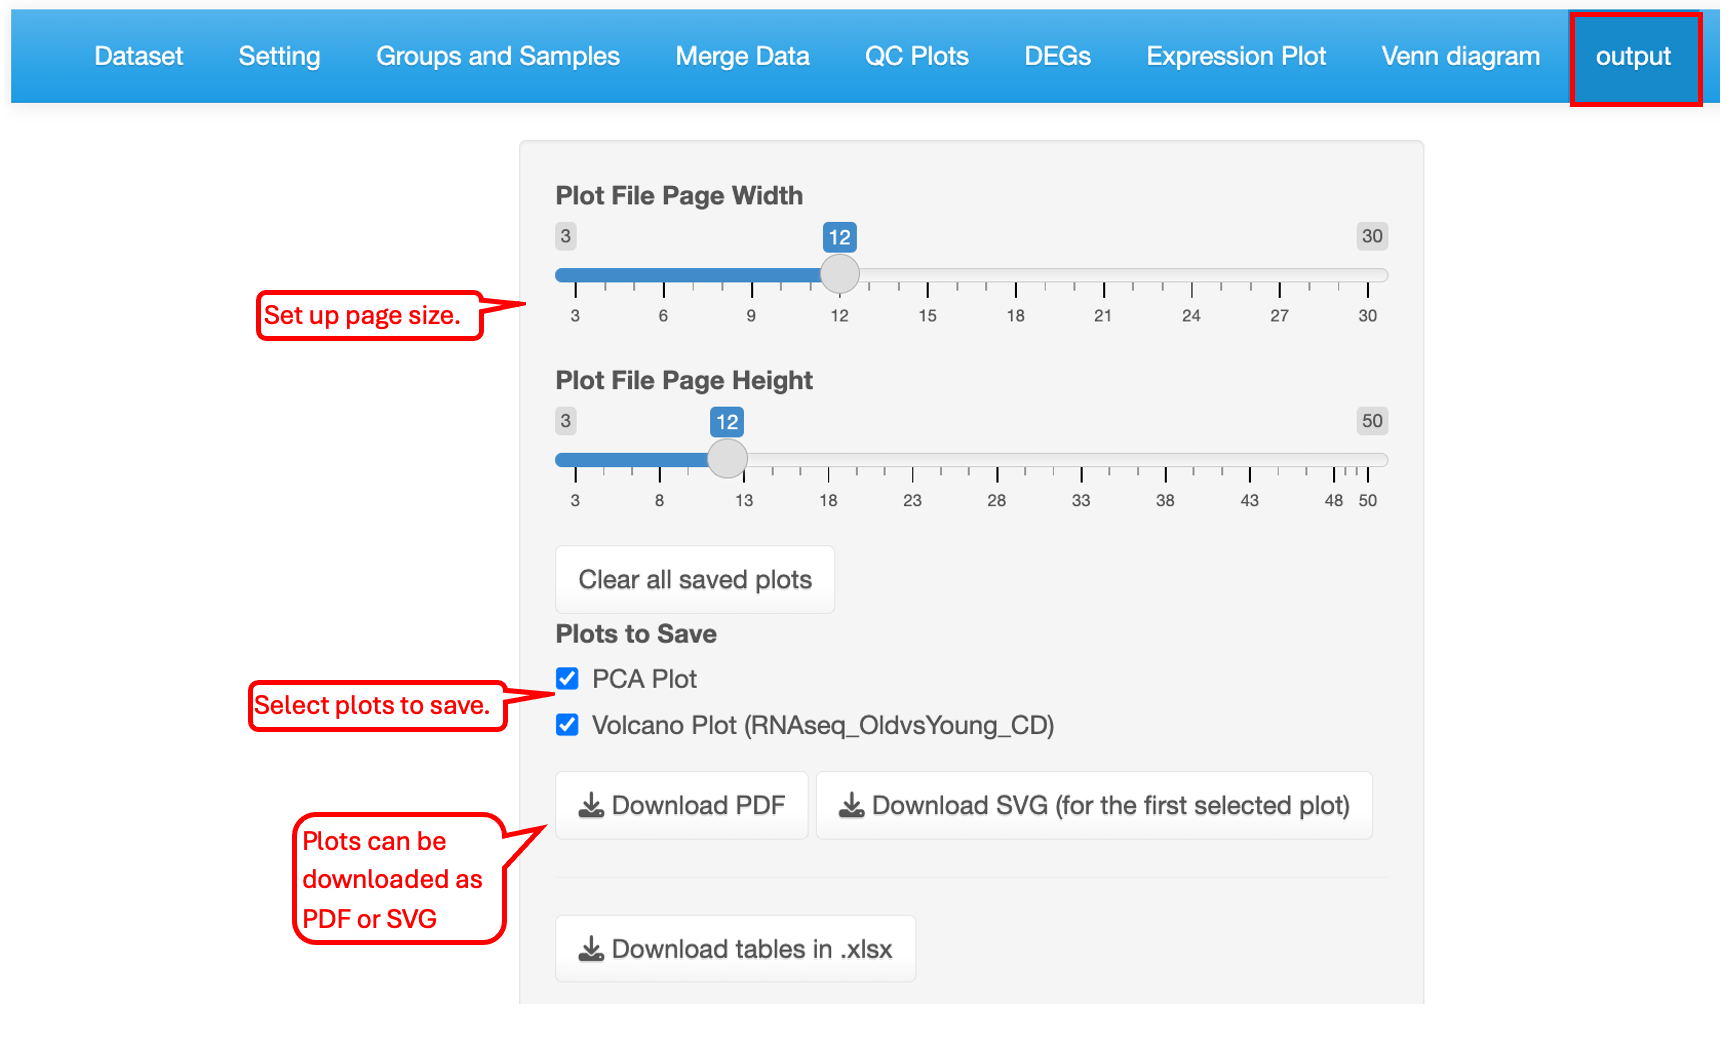 Dataset Setting Groups and Samples Merge Data QC Plots DEGs Expression Plot Venn diagram output
Plot File Page Width
3 12 30
3 6 9 12 15 18 21 24 27 30
Set up page size.
Plot File Page Height
3 12 50
3 8 13 18 23 28 33 38 43 48 50
Clear all saved plots
Plots to Save
PCA Plot
Select plots to save.
Volcano Plot (RNAseq_OldvsYoung_CD)
Download PDF Download SVG (for the first selected plot)
Plots can be
downloaded as
PDF or SVG
Download tables in .xlsx